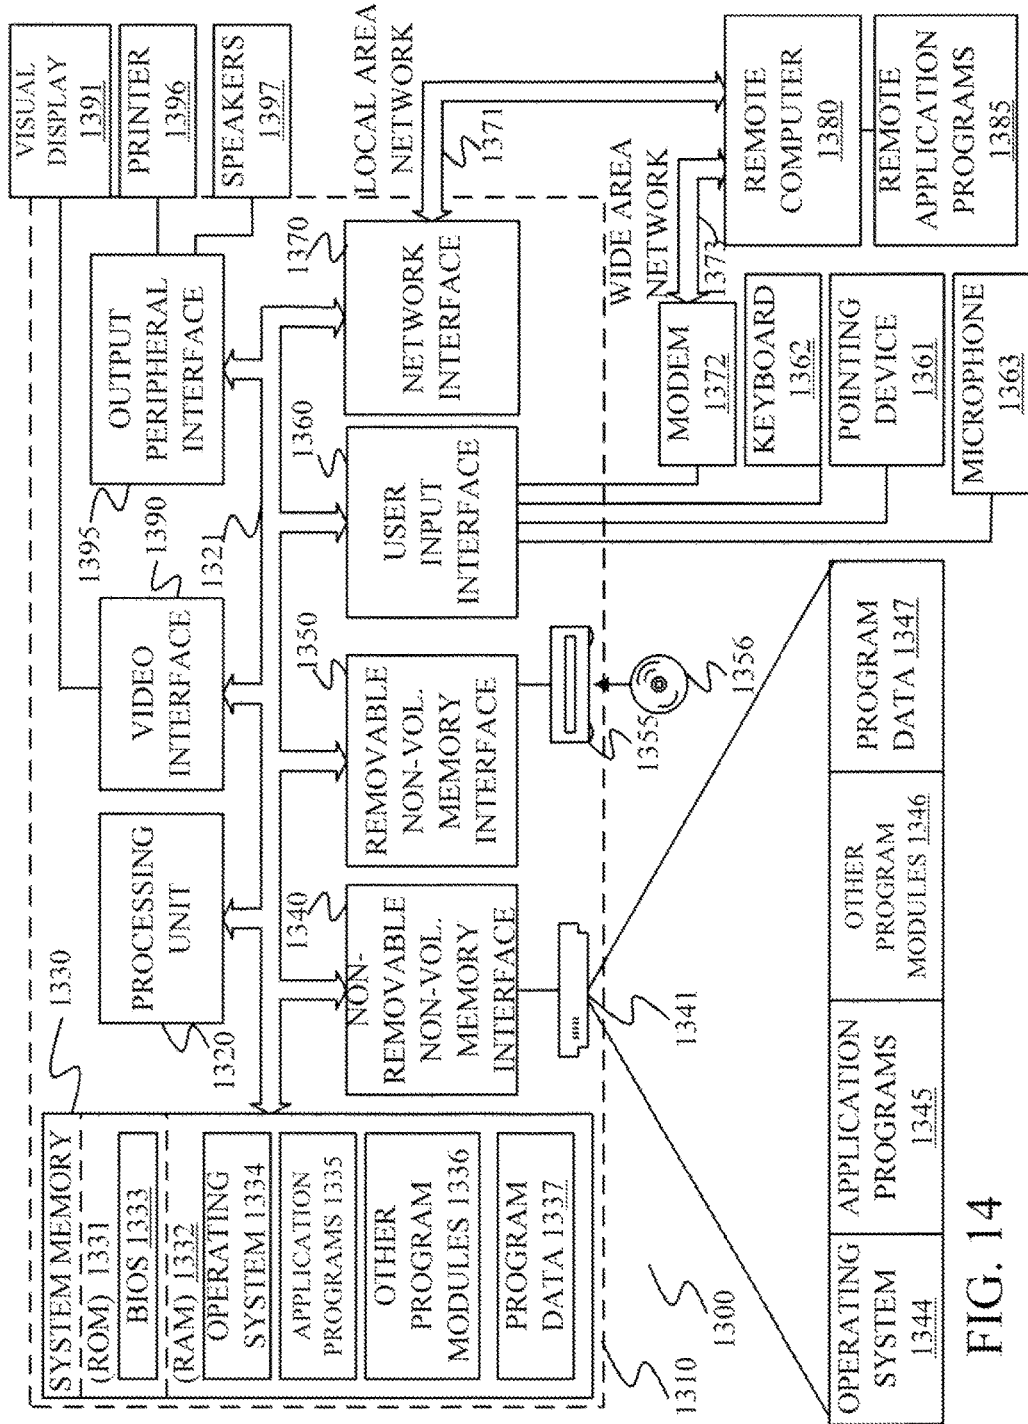 SYSTEM MEMORY
(ROM) 1331
BIOS 1333
(RAM) 1332
OPERATING
SYSTEM 1334
APPLICATION
PROGRAMS 1335
OTHER
PROGRAM
MODULES 1336
PROGRAM
DATA 1337
1330
PROCESSING
UNIT
1320
VIDEO
INTERFACE
1390
1321
OUTPUT
PERIPHERAL
INTERFACE
1395
VISUAL
DISPLAY
1391
PRINTER
1396
SPEAKERS
1397
NON-
REMOVABLE
NON-VOL.
MEMORY
INTERFACE
1340
REMOVABLE
NON-VOL.
MEMORY
INTERFACE
1350
USER
INPUT
INTERFACE
1360
NETWORK
INTERFACE
1370
LOCAL AREA
NETWORK
1371
1341
1355
1356
WIDE AREA
NETWORK
1373
MODEM
1372
KEYBOARD
1362
POINTING
DEVICE
1361
MICROPHONE
1363
REMOTE
COMPUTER
1380
REMOTE
APPLICATION
PROGRAMS
1385
1310
1300
OPERATING
SYSTEM
1344
APPLICATION
PROGRAMS
1345
OTHER
PROGRAM
MODULES 1346
PROGRAM
DATA 1347
FIG. 14